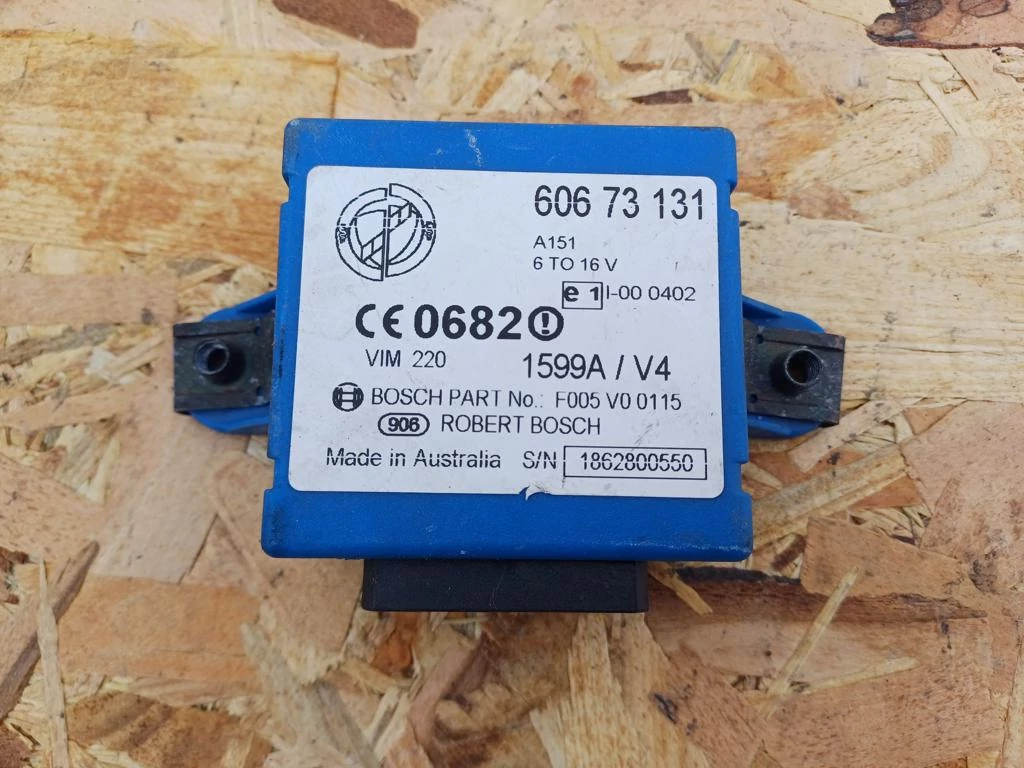 606 73 131
A151
6 TO 16 V
e 1 I-00 0402
CE 0682
VIM 220 1599A / V4
BOSCH PART No.: F005 V0 0115
906 ROBERT BOSCH
Made in Australia S/N 1862800550